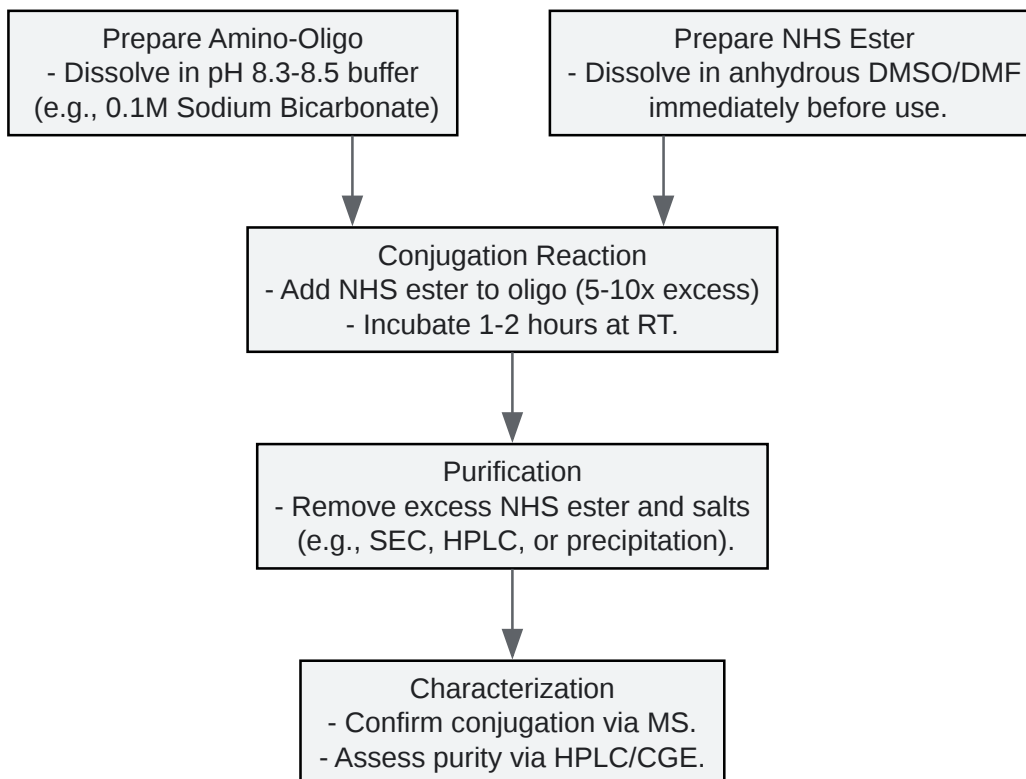 Prepare Amino-Oligo
- Dissolve in pH 8.3-8.5 buffer
(e.g., 0.1M Sodium Bicarbonate)
Prepare NHS Ester
- Dissolve in anhydrous DMSO/DMF
immediately before use.
Conjugation Reaction
- Add NHS ester to oligo (5-10x excess)
- Incubate 1-2 hours at RT.
Purification
- Remove excess NHS ester and salts
(e.g., SEC, HPLC, or precipitation).
Characterization
- Confirm conjugation via MS.
- Assess purity via HPLC/CGE.